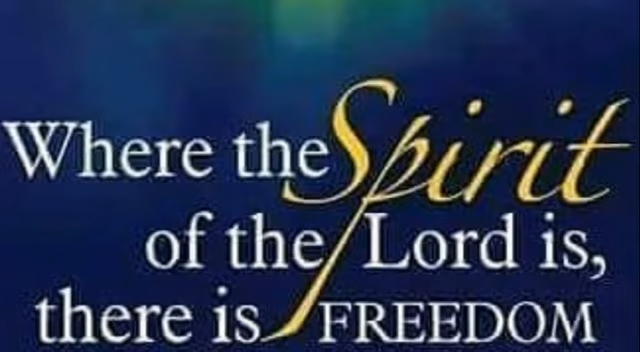 Where the Spirit
of the Lord is,
there is FREEDOM